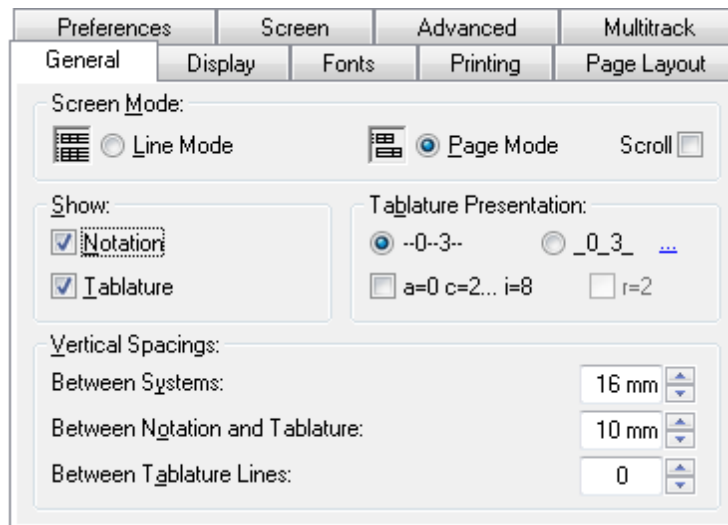 Preferences Screen Advanced Multitrack
General Display Fonts Printing Page Layout
Screen Mode:
Line Mode Page Mode Scroll
Show:
Notation
Tablature
Tablature Presentation:
--0--3-- _0_3_ ...
a=0 c=2... i=8 r=2
Vertical Spacings:
Between Systems: 16 mm
Between Notation and Tablature: 10 mm
Between Tablature Lines: 0